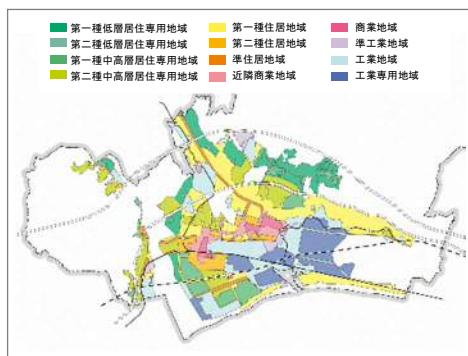 第一種低層居住専用地域
第二種低層居住専用地域
第一種中高層居住専用地域
第二種中高層居住専用地域
第一種住居地域
第二種住居地域
準住居地域
近隣商業地域
商業地域
準工業地域
工業地域
工業専用地域